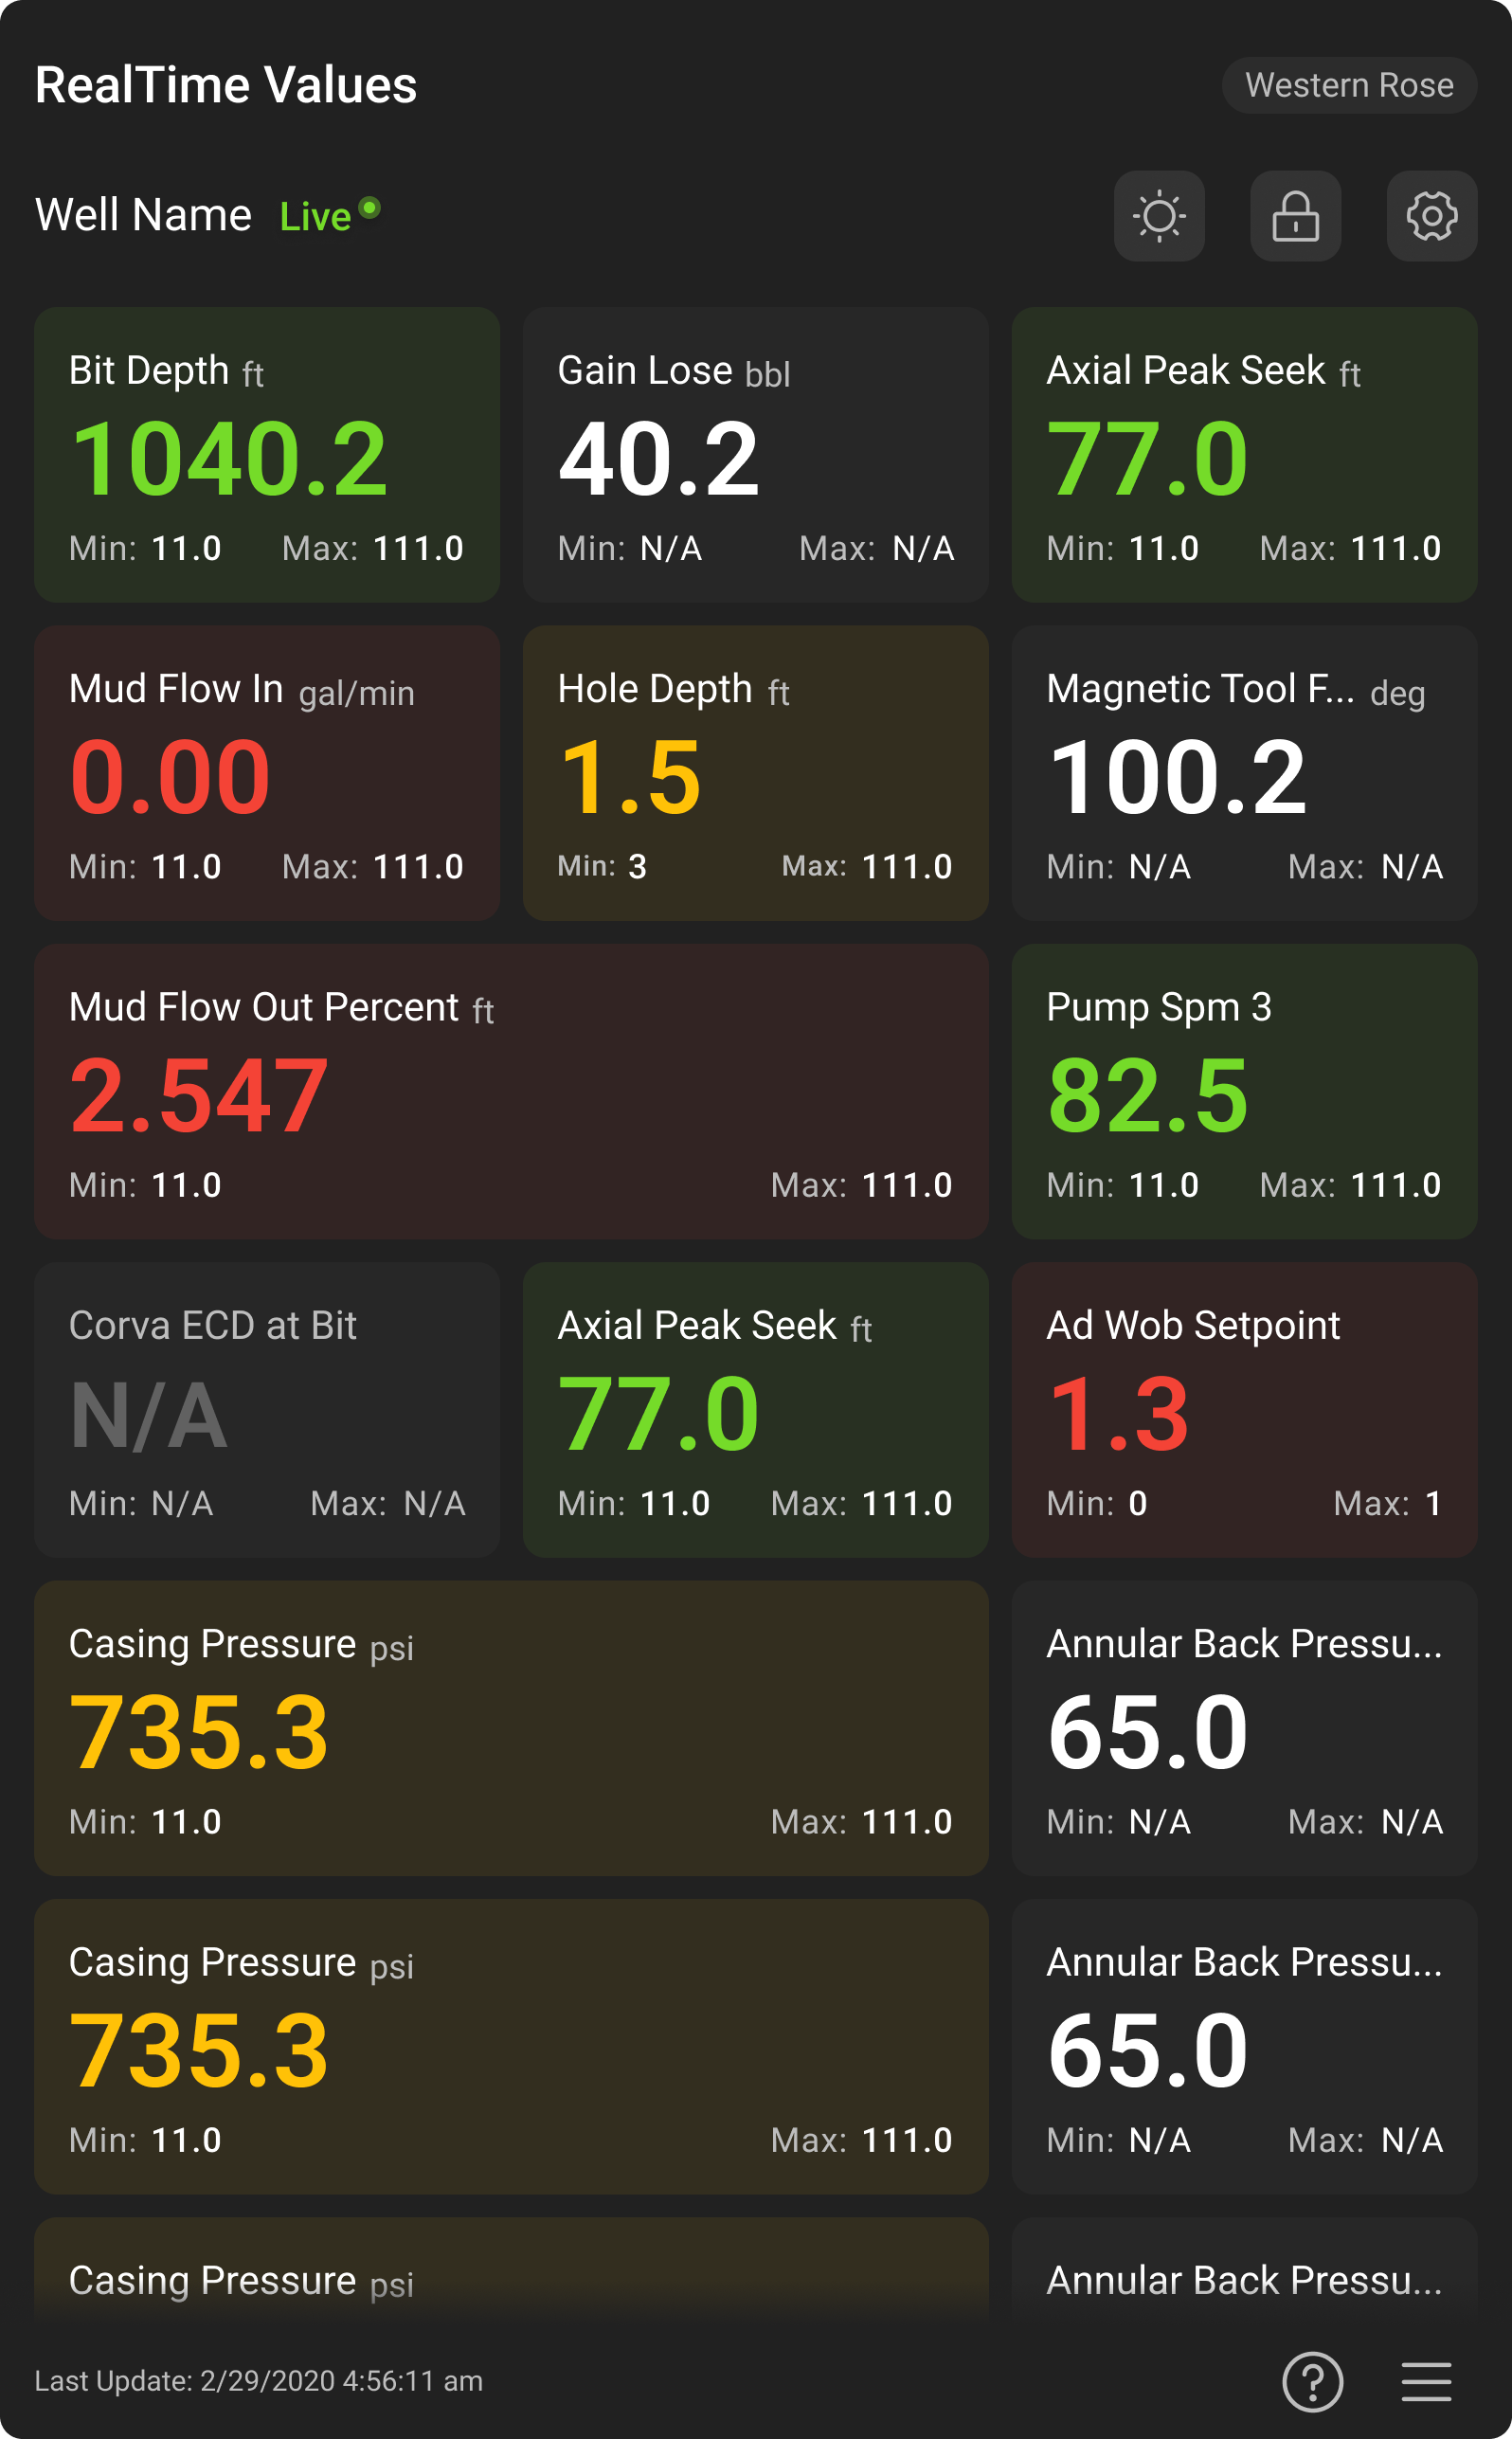 RealTime Values
Western Rose
Well Name Live
Bit Depth ft
1040.2
Min: 11.0 Max: 111.0
Gain Lose bbl
40.2
Min: N/A Max: N/A
Axial Peak Seek ft
77.0
Min: 11.0 Max: 111.0
Mud Flow In gal/min
0.00
Min: 11.0 Max: 111.0
Hole Depth ft
1.5
Min: 3 Max: 111.0
Magnetic Tool F... deg
100.2
Min: N/A Max: N/A
Mud Flow Out Percent ft
2.547
Min: 11.0 Max: 111.0
Pump Spm 3
82.5
Min: 11.0 Max: 111.0
Corva ECD at Bit
N/A
Min: N/A Max: N/A
Axial Peak Seek ft
77.0
Min: 11.0 Max: 111.0
Ad Wob Setpoint
1.3
Min: 0 Max: 1
Casing Pressure psi
735.3
Min: 11.0 Max: 111.0
Annular Back Pressu...
65.0
Min: N/A Max: N/A
Casing Pressure psi
735.3
Min: 11.0 Max: 111.0
Annular Back Pressu...
65.0
Min: N/A Max: N/A
Casing Pressure psi
Annular Back Pressu...
Last Update: 2/29/2020 4:56:11 am